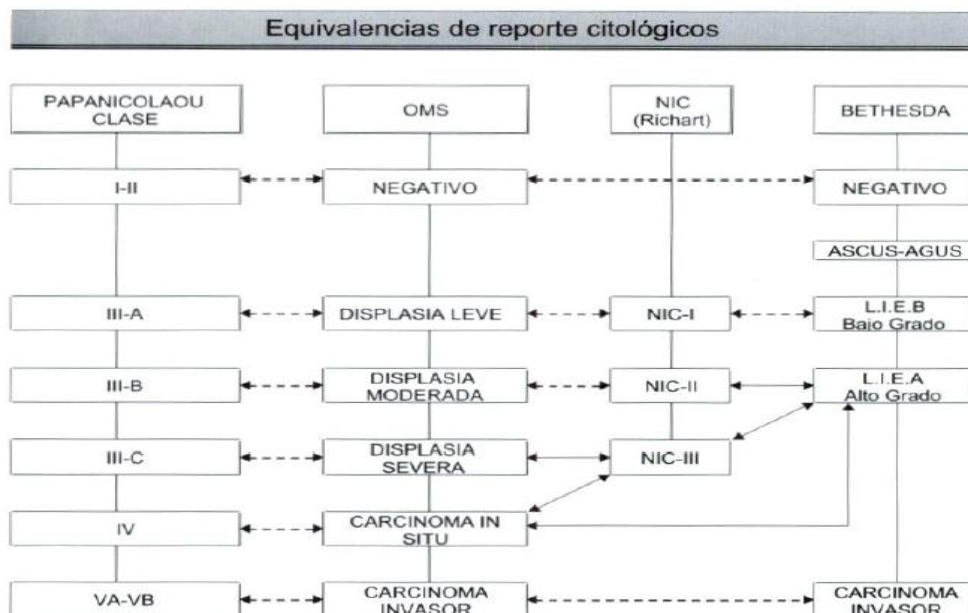 Equivalencias de reporte citológicos
PAPANICOLAOU
CLASE
OMS
NIC
(Richart)
BETHESDA
I-II
NEGATIVO
NEGATIVO
ASCUS-AGUS
III-A
DISPLASIA LEVE
NIC-I
L.I.E.B
Bajo Grado
III-B
DISPLASIA
MODERADA
NIC-II
L.I.E.A
Alto Grado
III-C
DISPLASIA
SEVERA
NIC-III
IV
CARCINOMA IN
SITU
VA-VB
CARCINOMA
INVASOR
CARCINOMA
INVASOR